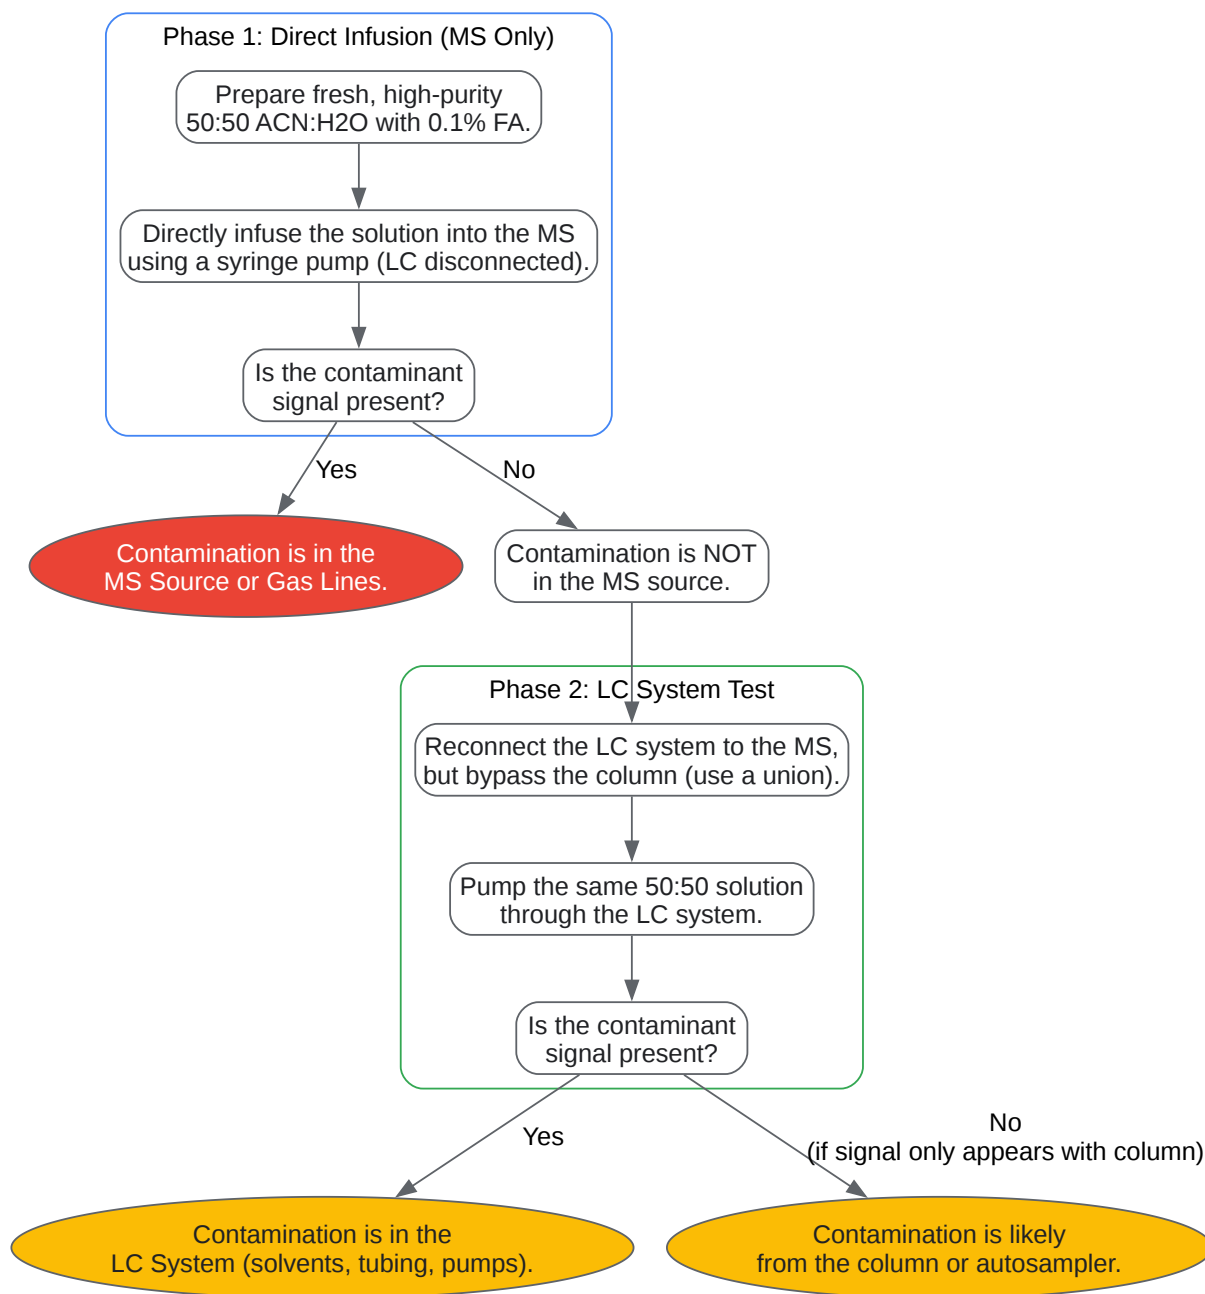 Phase 1: Direct Infusion (MS Only)
Prepare fresh, high-purity
50:50 ACN:H2O with 0.1% FA.
Directly infuse the solution into the MS
using a syringe pump (LC disconnected).
Is the contaminant
signal present?
Yes
No
Contamination is in the
MS Source or Gas Lines.
Contamination is NOT
in the MS source.
Phase 2: LC System Test
Reconnect the LC system to the MS,
but bypass the column (use a union).
Pump the same 50:50 solution
through the LC system.
Is the contaminant
signal present?
Yes
No
(if signal only appears with column)
Contamination is in the
LC System (solvents, tubing, pumps).
Contamination is likely
from the column or autosampler.